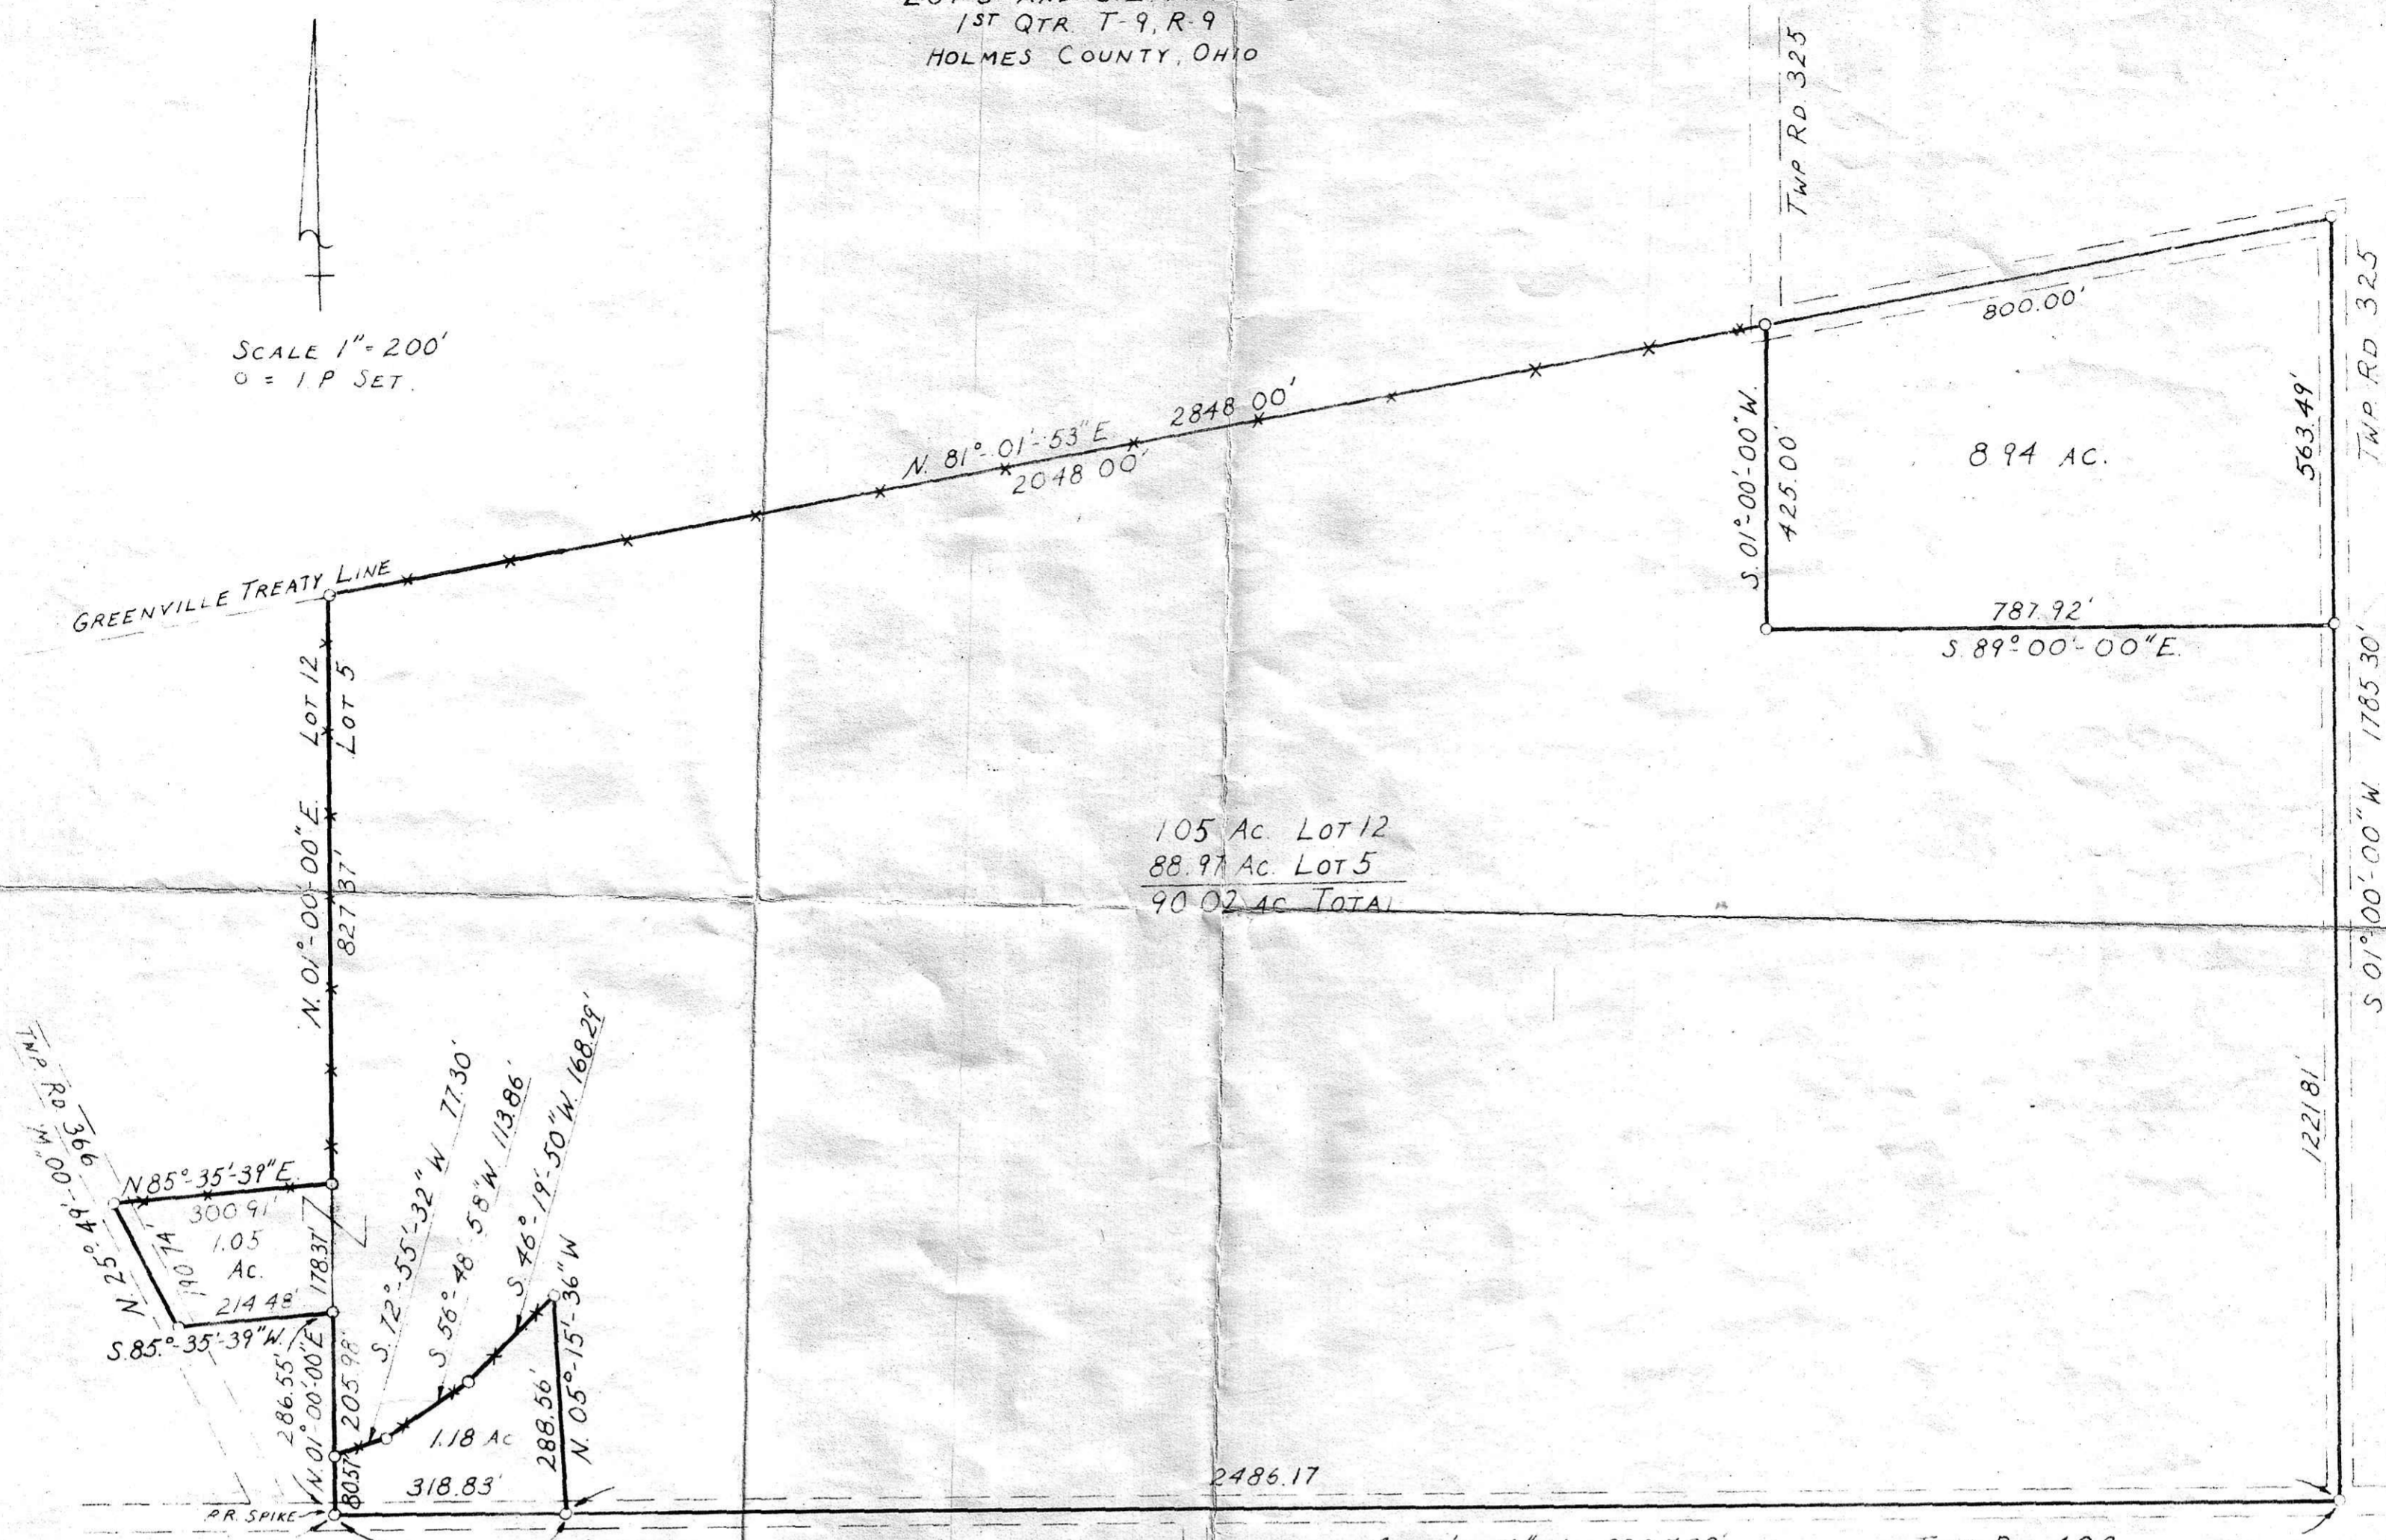 1ST QTR. T-9, R-9
HOLMES COUNTY, OHIO
TWP RD 325
SCALE 1"=200'
O = I.P SET.
800.00'
TWP. RD 325
563.49'
8 94 AC.
S. 01°-00'-00"W.
425.00'
787.92'
S. 89°-00'-00"E.
2848 00'
N. 81°-01'-53"E
2048 00'
GREENVILLE TREATY LINE
LOT 12
LOT 5
N. 01°-00'-00"E.
827 37'
105 AC. LOT 12
88.97 AC. LOT 5
90 02 AC TOTAL
S 01°-00'-00" W 1785 30'
1221 81'
TWP RD 366
N. 25°-49'-00" W
190 74'
N 85°-35'-39"E.
300 91'
1.05
AC.
214 48'
S. 85°-35'-39"W.
178.37'
286.55'
N. 01°-00'-00"E
205 98'
80.57'
S. 72°-55'-32" W 77.30'
S 56°-48'-58"W 113.86'
S. 46°-19'-50"W. 168.29'
1.18 AC
288.56'
N. 05°-15'-36"W
318.83'
2486.17
P.R. SPIKE